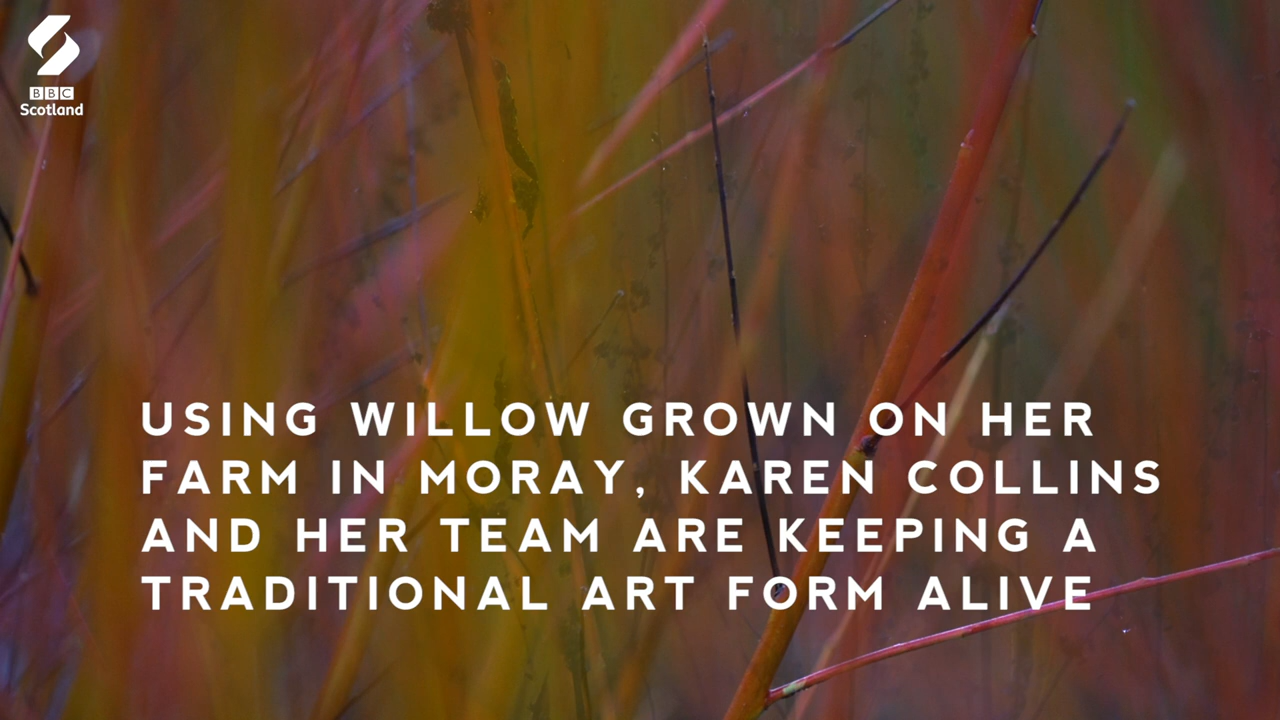 BBC
Scotland
USING WILLOW GROWN ON HER
FARM IN MORAY, KAREN COLLINS
AND HER TEAM ARE KEEPING A
TRADITIONAL ART FORM ALIVE